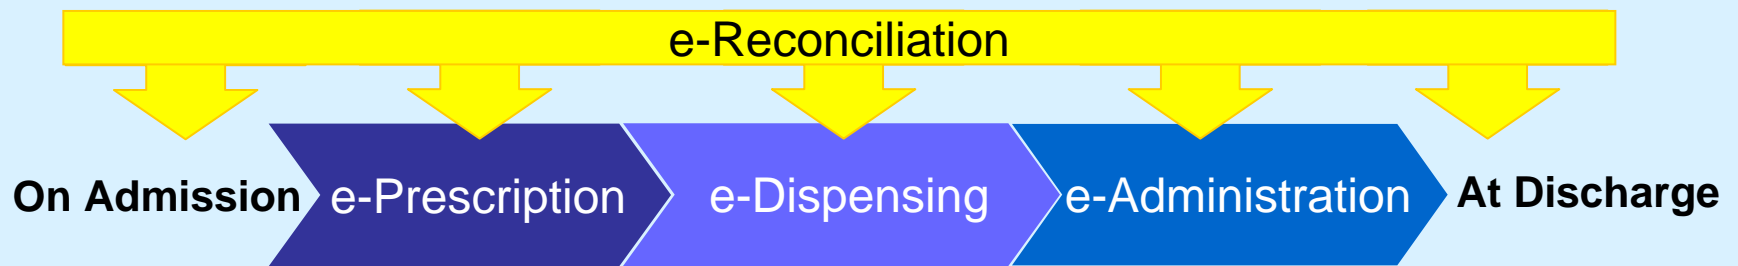 e-Reconciliation
On Admission
e-Prescription
e-Dispensing
e-Administration
At Discharge